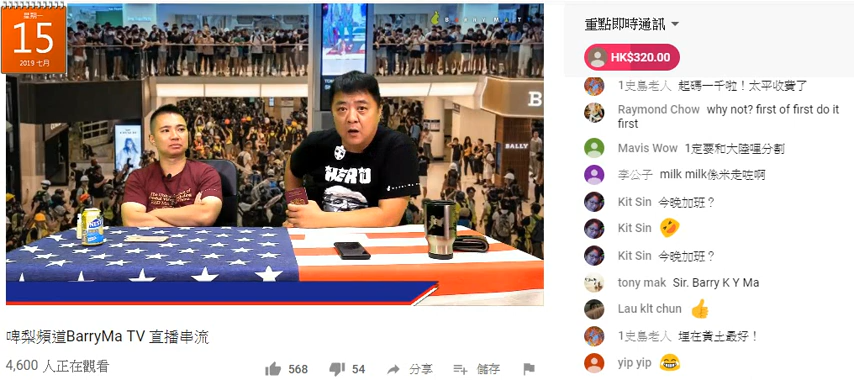 星期一
15
2019 七月
BARRYMA T
B
BALLY
HERO
NESTEA
重點即時通訊
HK$320.00
1史島老人 起碼一千啦！太平收費了
Raymond Chow why not? first of first do it
first
Mavis Wow 1定要和大陸哩分割
李公子 milk milk係米走咗啊
Kit Sin 今晚加班？
Kit Sin 🤣
Kit Sin 今晚加班？
tony mak Sir. Barry K Y Ma
Lau klt chun 👍
1史島老人 埋在黃土最好！
yip yip 😂
啤梨頻道BarryMa TV 直播串流
4,600 人正在觀看
568 54 分享 儲存